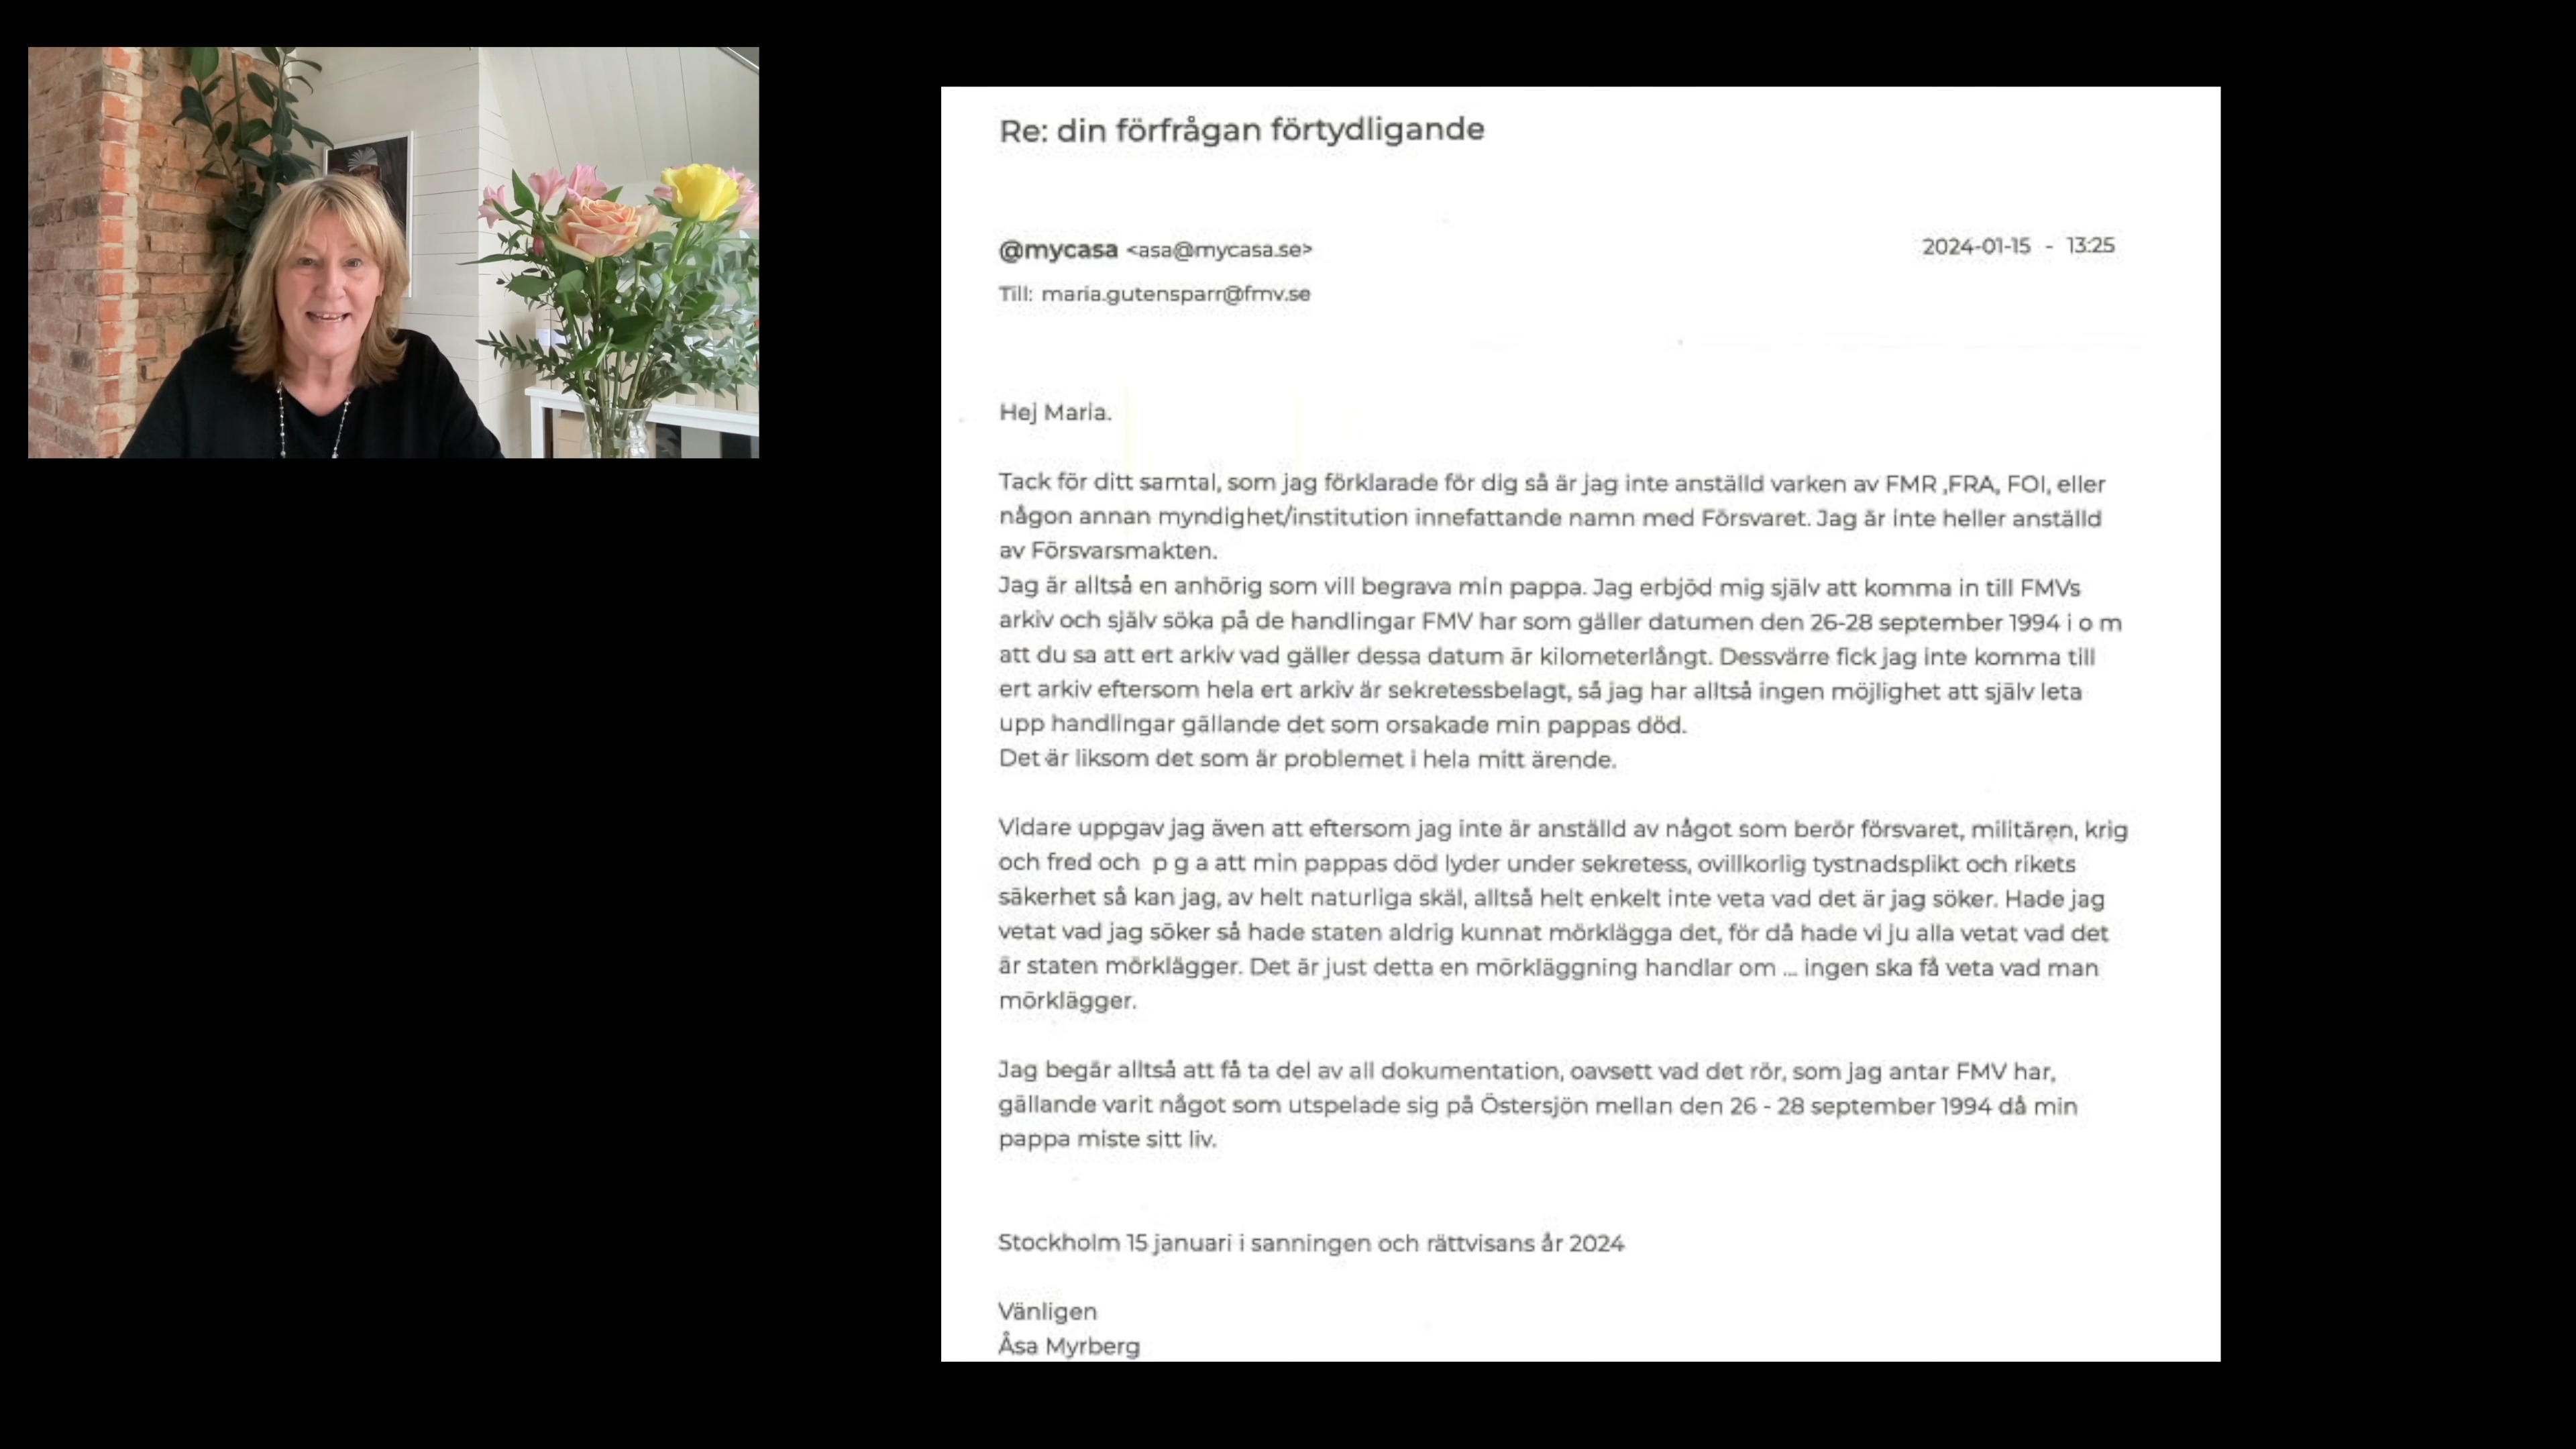 Re: din förfrågan förtydligande
@mycasa <asa@mycasa.se>
2024-01-15 - 13:25
Till: maria.gutensparr@fmv.se
Hej Maria.
Tack för ditt samtal, som jag förklarade för dig så är jag inte anställd varken av FMR ,FRA, FOI, eller
någon annan myndighet/institution innefattande namn med Försvaret. Jag är inte heller anställd
av Försvarsmakten.
Jag är alltså en anhörig som vill begrava min pappa. Jag erbjöd mig själv att komma in till FMVs
arkiv och själv söka på de handlingar FMV har som gäller datumen den 26-28 september 1994 i o m
att du sa att ert arkiv vad gäller dessa datum är kilometerlångt. Dessvärre fick jag inte komma till
ert arkiv eftersom hela ert arkiv är sekretessbelagt, så jag har alltså ingen möjlighet att själv leta
upp handlingar gällande det som orsakade min pappas död.
Det är liksom det som är problemet i hela mitt ärende.
Vidare uppgav jag även att eftersom jag inte är anställd av något som berör försvaret, militären, krig
och fred och p g a att min pappas död lyder under sekretess, ovillkorlig tystnadsplikt och rikets
säkerhet så kan jag, av helt naturliga skäl, alltså helt enkelt inte veta vad det är jag söker. Hade jag
vetat vad jag söker så hade staten aldrig kunnat mörklägga det, för då hade vi ju alla vetat vad det
är staten mörklägger. Det är just detta en mörkläggning handlar om ... ingen ska få veta vad man
mörklägger.
Jag begär alltså att få ta del av all dokumentation, oavsett vad det rör, som jag antar FMV har,
gällande varit något som utspelade sig på Östersjön mellan den 26 - 28 september 1994 då min
pappa miste sitt liv.
Stockholm 15 januari i sanningen och rättvisans år 2024
Vänligen
Åsa Myrberg